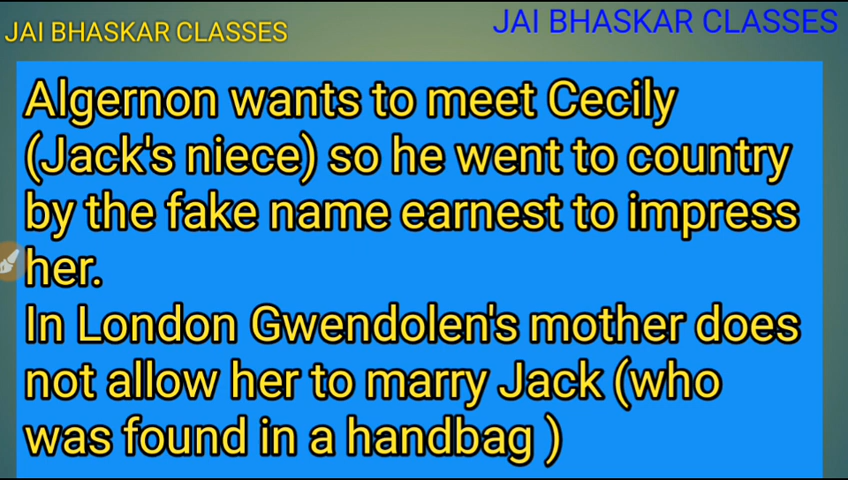 JAI BHASKAR CLASSES
JAI BHASKAR CLASSES
Algernon wants to meet Cecily
(Jack's niece) so he went to country
by the fake name earnest to impress
her.
In London Gwendolen's mother does
not allow her to marry Jack (who
was found in a handbag )